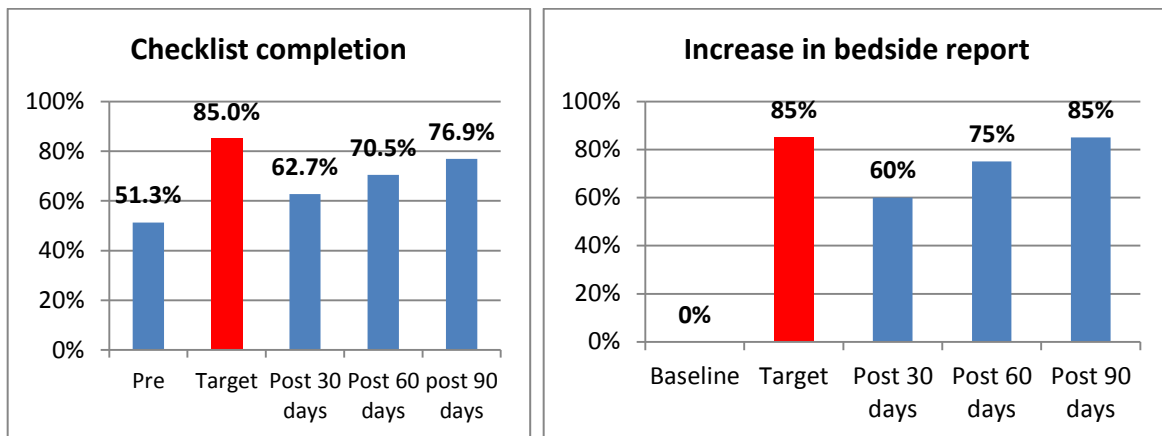 Checklist completion
100%
80%
60%
40%
20%
0%
51.3%
85.0%
62.7%
70.5%
76.9%
Pre
Target
Post 30
days
Post 60
days
post 90
days
Increase in bedside report
100%
80%
60%
40%
20%
0%
0%
85%
60%
75%
85%
Baseline
Target
Post 30
days
Post 60
days
Post 90
days